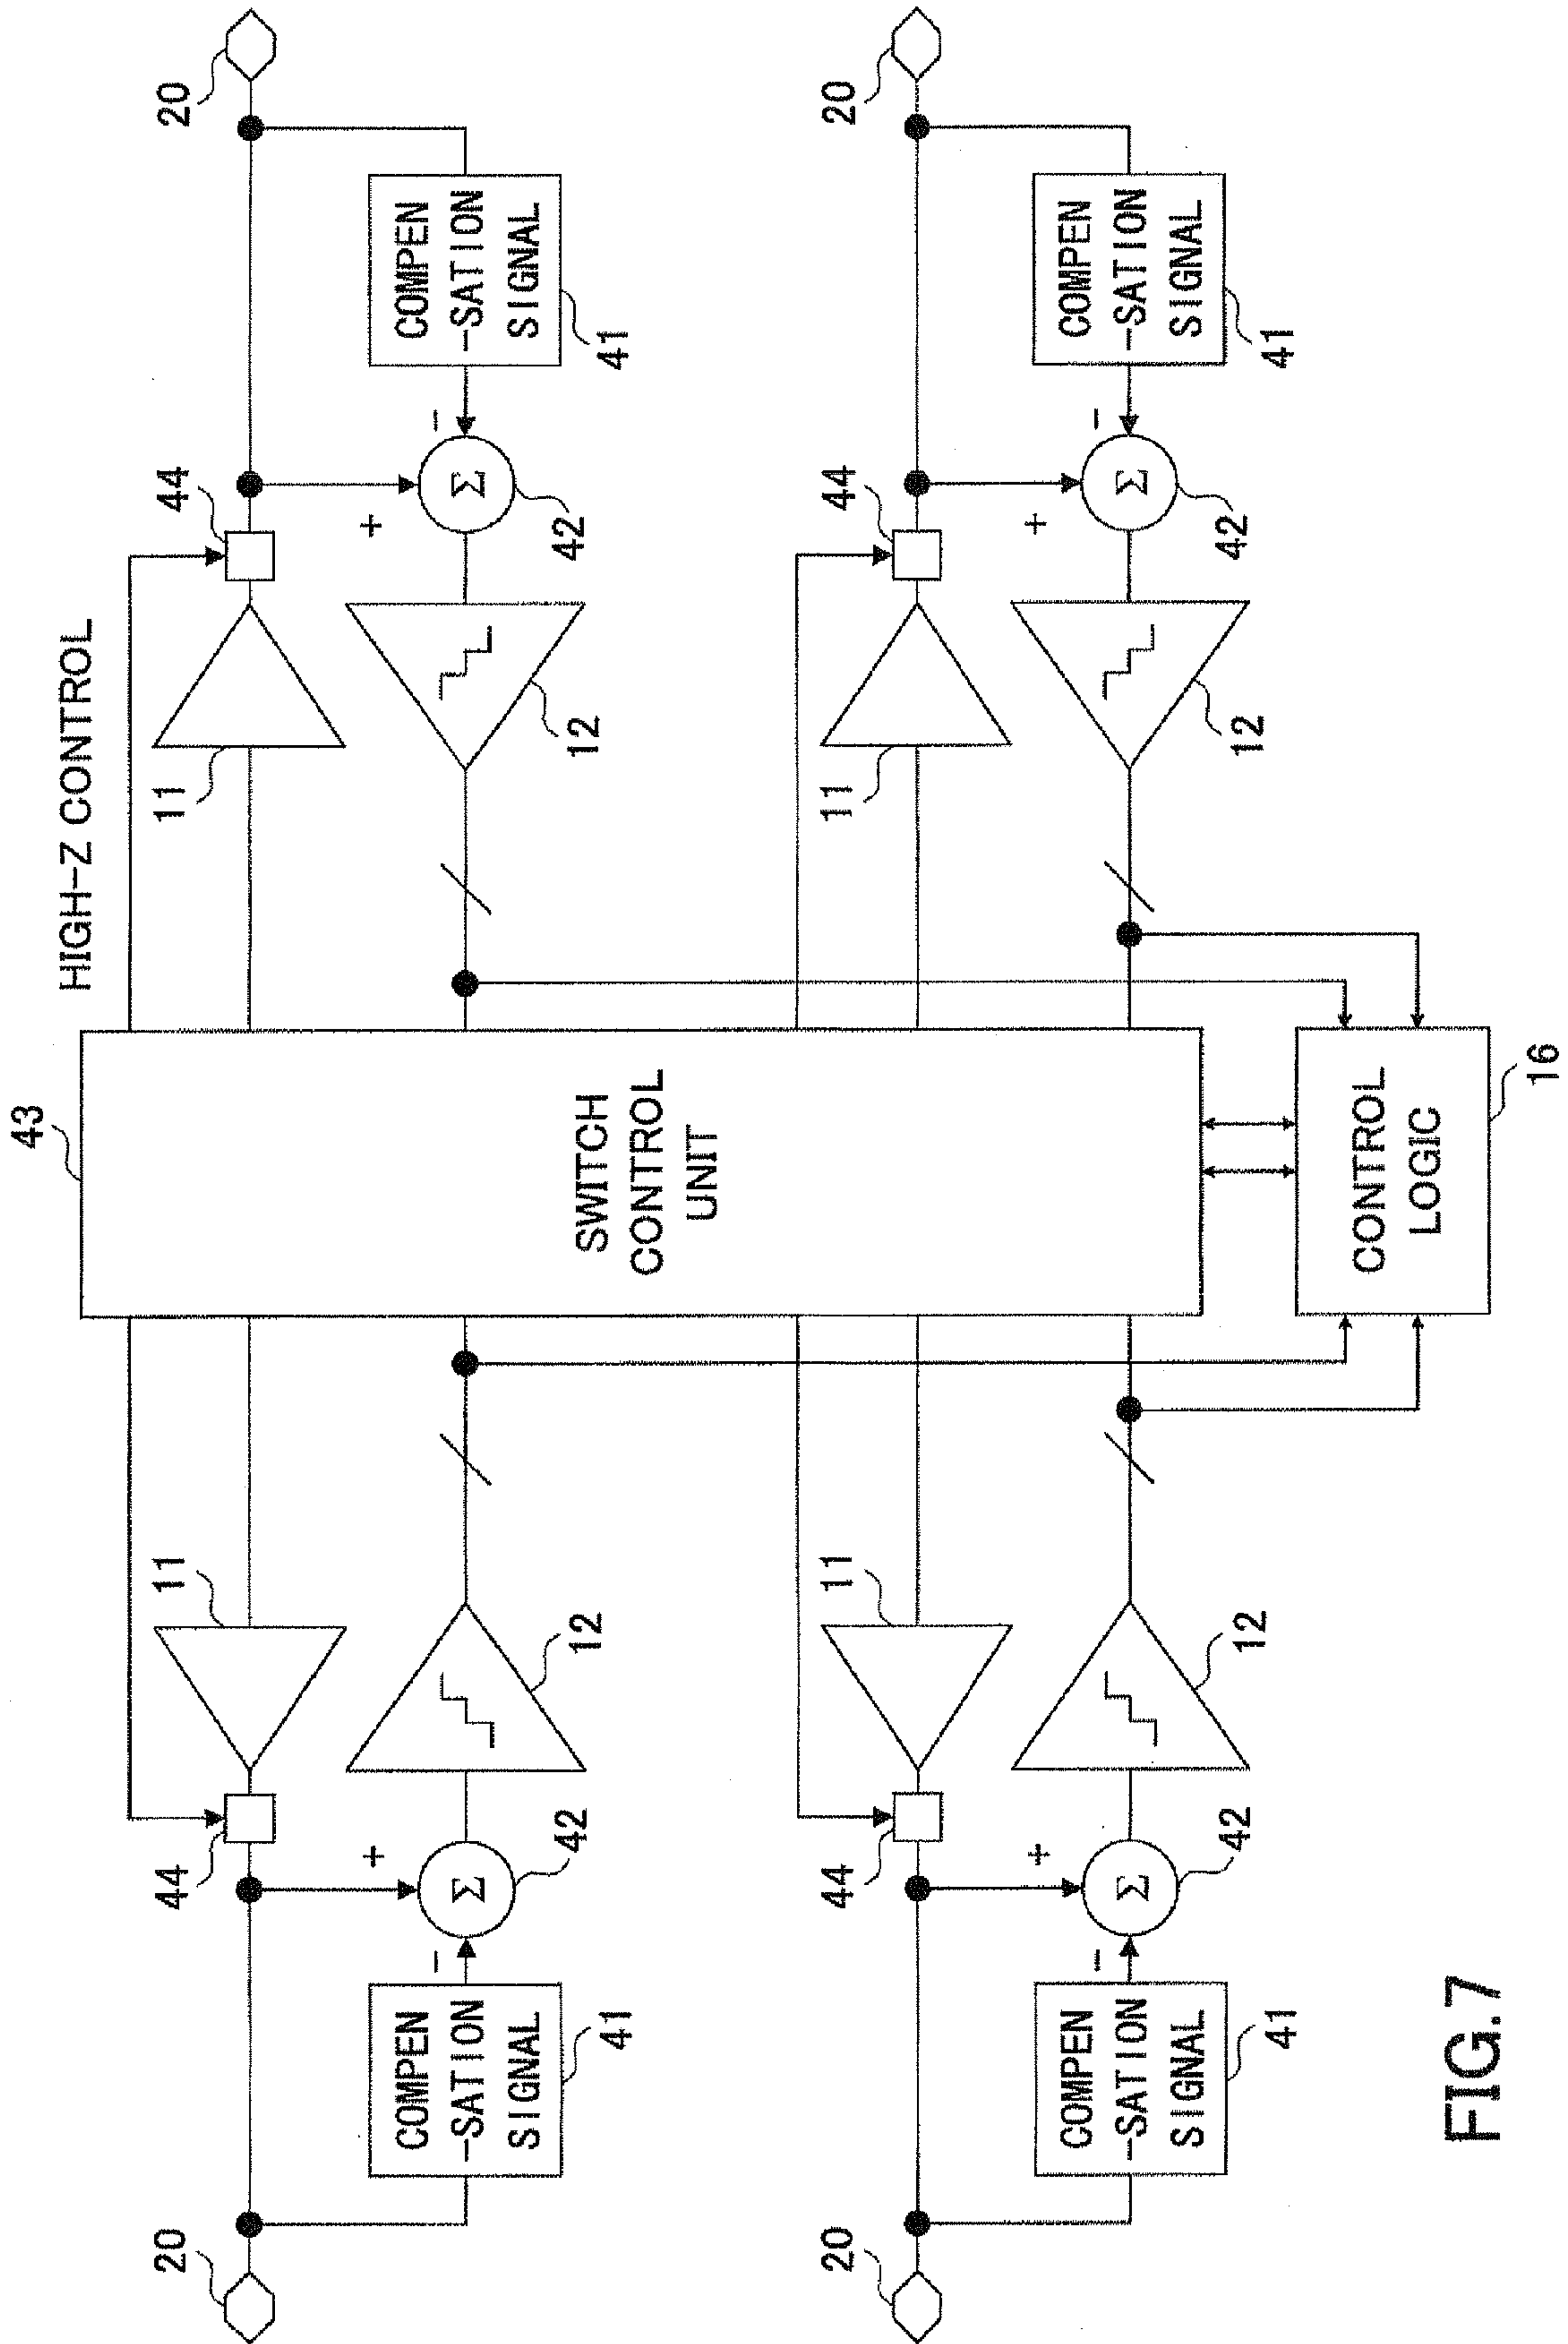 43
HIGH-Z CONTROL
20
44
11
11
44
20
+
+
-
-
COMPEN
-SATION
SIGNAL
Σ
Σ
COMPEN
-SATION
SIGNAL
41
42
12
12
42
41
SWITCH
CONTROL
UNIT
20
44
11
11
44
20
+
+
-
-
COMPEN
-SATION
SIGNAL
Σ
Σ
COMPEN
-SATION
SIGNAL
41
42
12
12
42
41
CONTROL
LOGIC
16
FIG.7